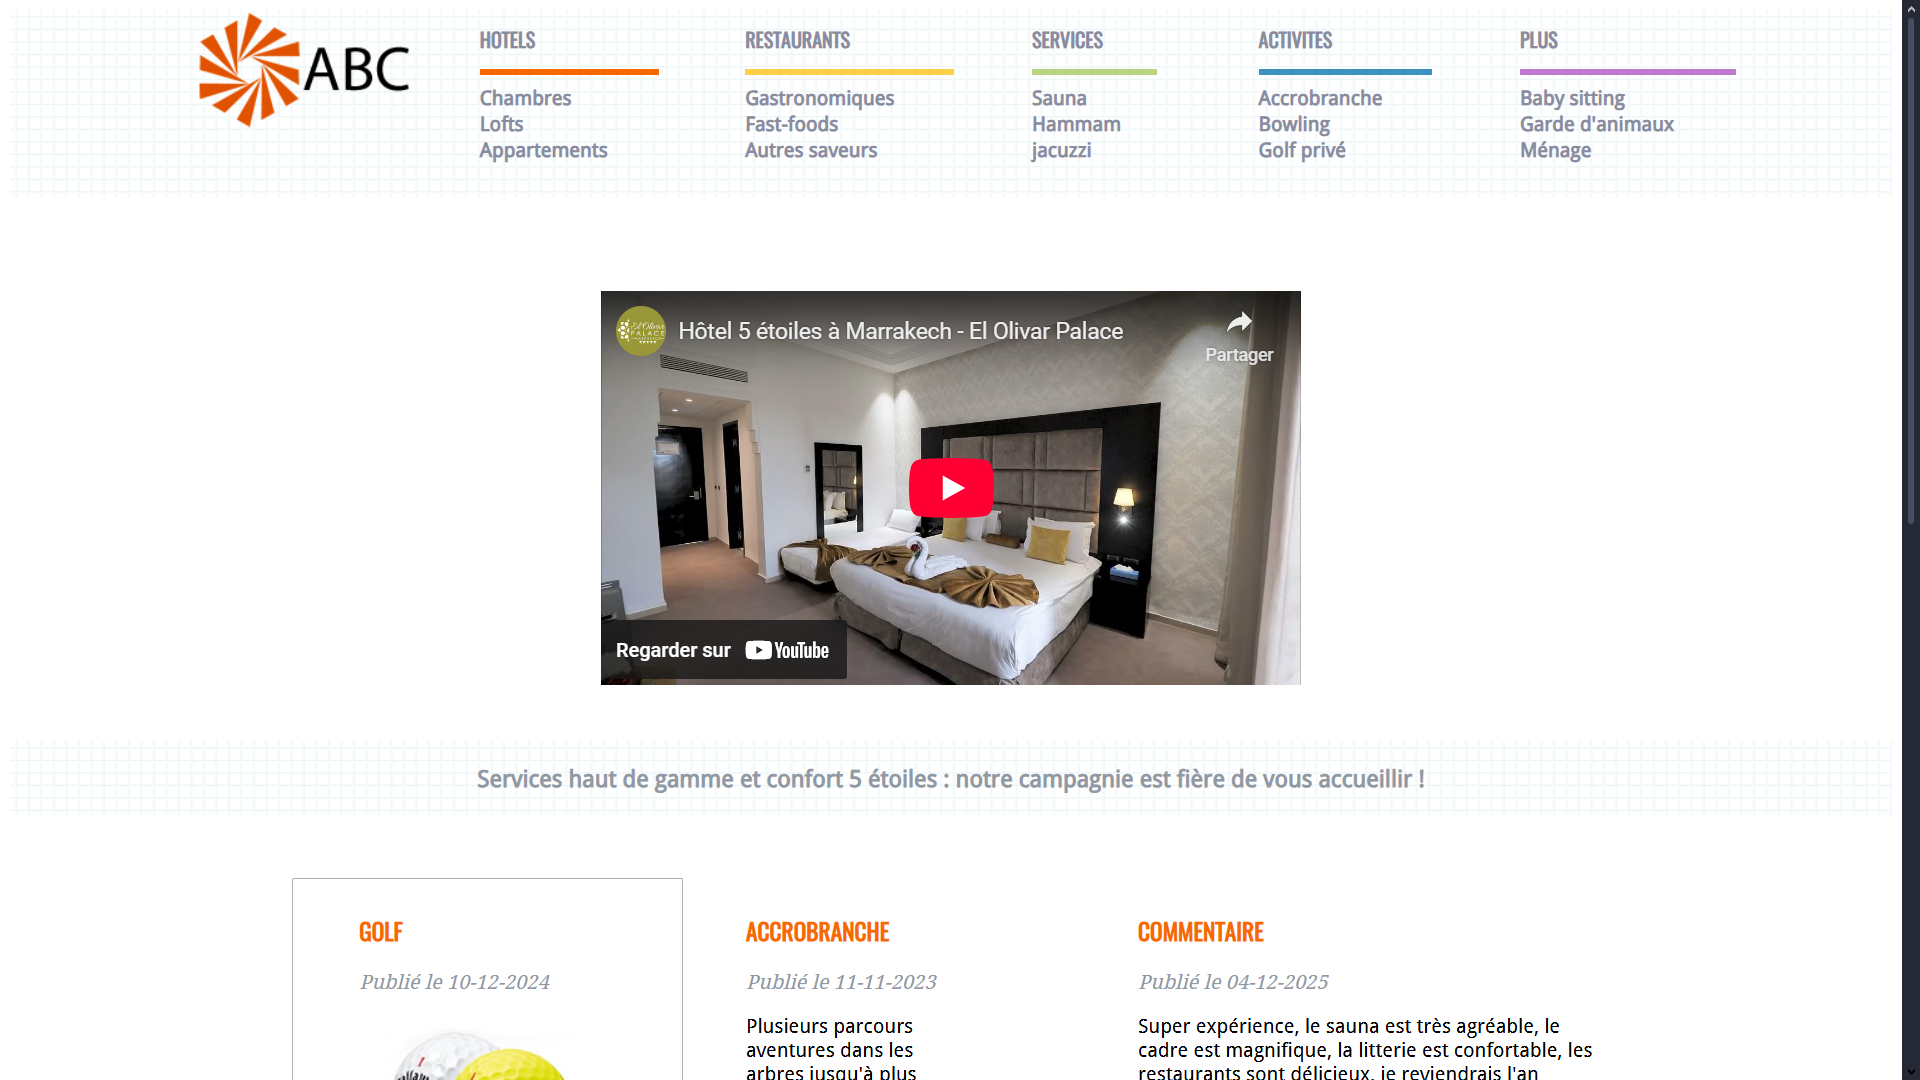 ABC
HOTELS
Chambres
Lofts
Appartements
RESTAURANTS
Gastronomiques
Fast-foods
Autres saveurs
SERVICES
Sauna
Hammam
jacuzzi
ACTIVITES
Accrobranche
Bowling
Golf privé
PLUS
Baby sitting
Garde d'animaux
Ménage
El Olivar
PALACE
Hôtel 5 étoiles à Marrakech - El Olivar Palace
Partager
Regarder sur YouTube
Services haut de gamme et confort 5 étoiles : notre campagnie est fière de vous accueillir !
GOLF
Publié le 10-12-2024
ACCROBRANCHE
Publié le 11-11-2023
Plusieurs parcours
aventures dans les
arbres jusqu'à plus
COMMENTAIRE
Publié le 04-12-2025
Super expérience, le sauna est très agréable, le
cadre est magnifique, la litterie est confortable, les
restaurants sont délicieux, je reviendrais l'an